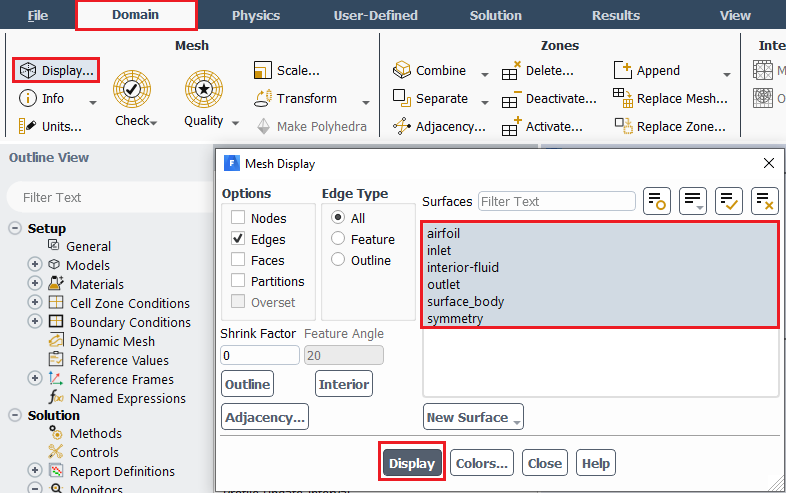 File Domain Physics User-Defined Solution Results View
Mesh Zones Inte
Display... Scale... Combine Delete... Append M
Info Transform Separate Deactivate... Replace Mesh...
Check Quality
Units... Make Polyhedra Adjacency... Activate... Replace Zone...
Outline View
Filter Text
Setup
General
Models
Materials
Cell Zone Conditions
Boundary Conditions
Dynamic Mesh
Reference Values
Reference Frames
Named Expressions
Solution
Methods
Controls
Report Definitions
Monitors
Mesh Display
Options
Nodes
Edges
Faces
Partitions
Overset
Edge Type
All
Feature
Outline
Shrink Factor Feature Angle
0 20
Outline Interior
Adjacency...
Surfaces Filter Text
airfoil
inlet
interior-fluid
outlet
surface_body
symmetry
New Surface
Display Colors... Close Help